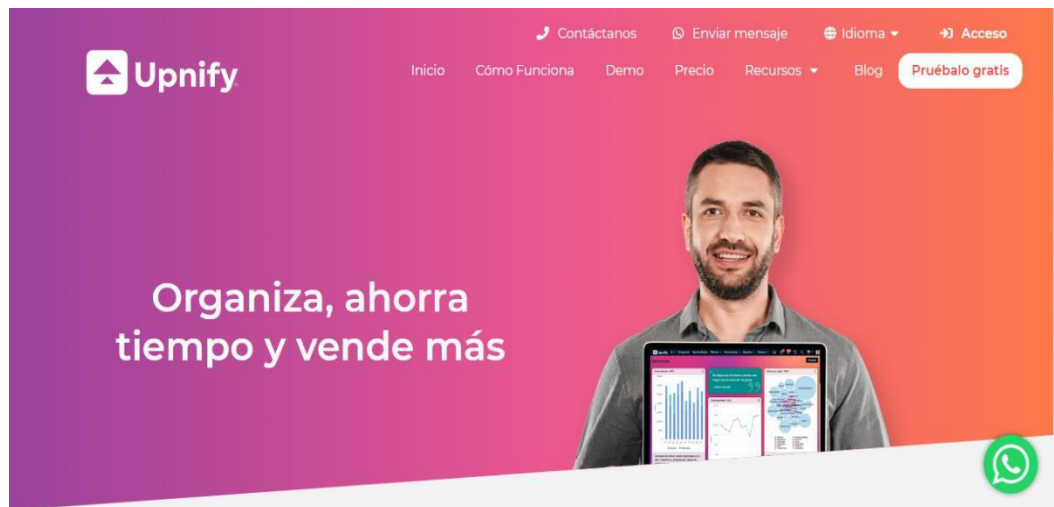 Contáctanos
Enviar mensaje
Idioma
Acceso
Upnify
Inicio
Cómo Funciona
Demo
Precio
Recursos
Blog
Pruébalo gratis
Organiza, ahorra
tiempo y vende más